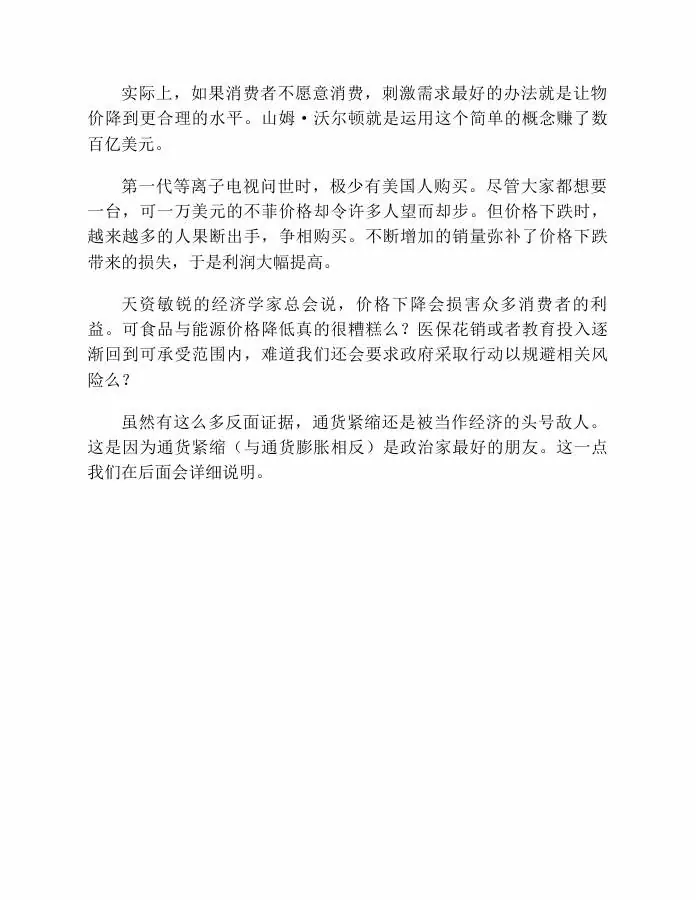 实际上，如果消费者不愿意消费，刺激需求最好的办法就是让物
价降到更合理的水平。山姆·沃尔顿就是运用这个简单的概念赚了数
百亿美元。
第一代等离子电视问世时，极少有美国人购买。尽管大家都想要
一台，可一万美元的不菲价格却令许多人望而却步。但价格下跌时，
越来越多的人果断出手，争相购买。不断增加的销量弥补了价格下跌
带来的损失，于是利润大幅提高。
天资敏锐的经济学家总会说，价格下降会损害众多消费者的利
益。可食品与能源价格降低真的很糟糕么？医保花销或者教育投入逐
渐回到可承受范围内，难道我们还会要求政府采取行动以规避相关风
险么？
虽然有这么多反面证据，通货紧缩还是被当作经济的头号敌人。
这是因为通货紧缩（与通货膨胀相反）是政治家最好的朋友。这一点
我们在后面会详细说明。